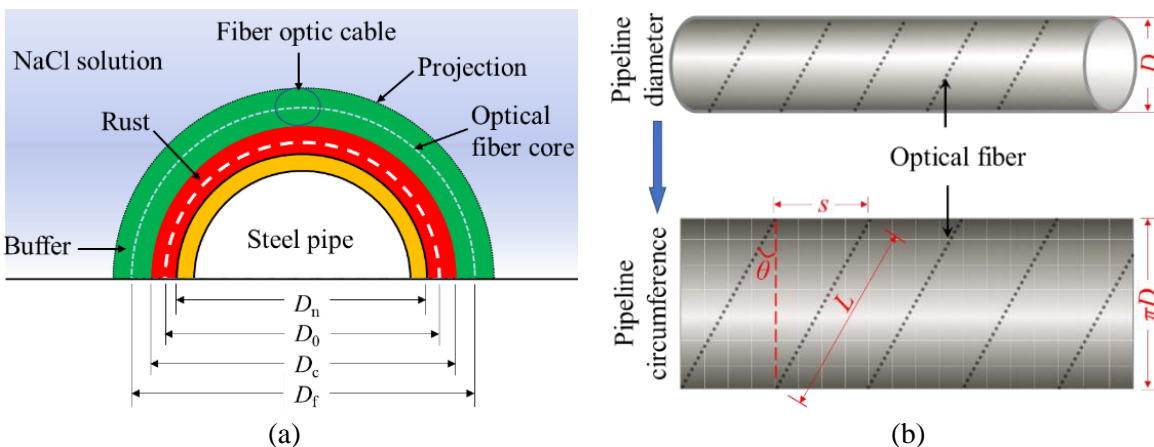 NaCl solution
Fiber optic cable
Projection
Rust
Optical
fiber core
Buffer
Steel pipe
Dn
D0
Dc
Df
(a)
Pipeline
diameter
D
Optical fiber
Pipeline
circumference
s
θ
L
πD
(b)